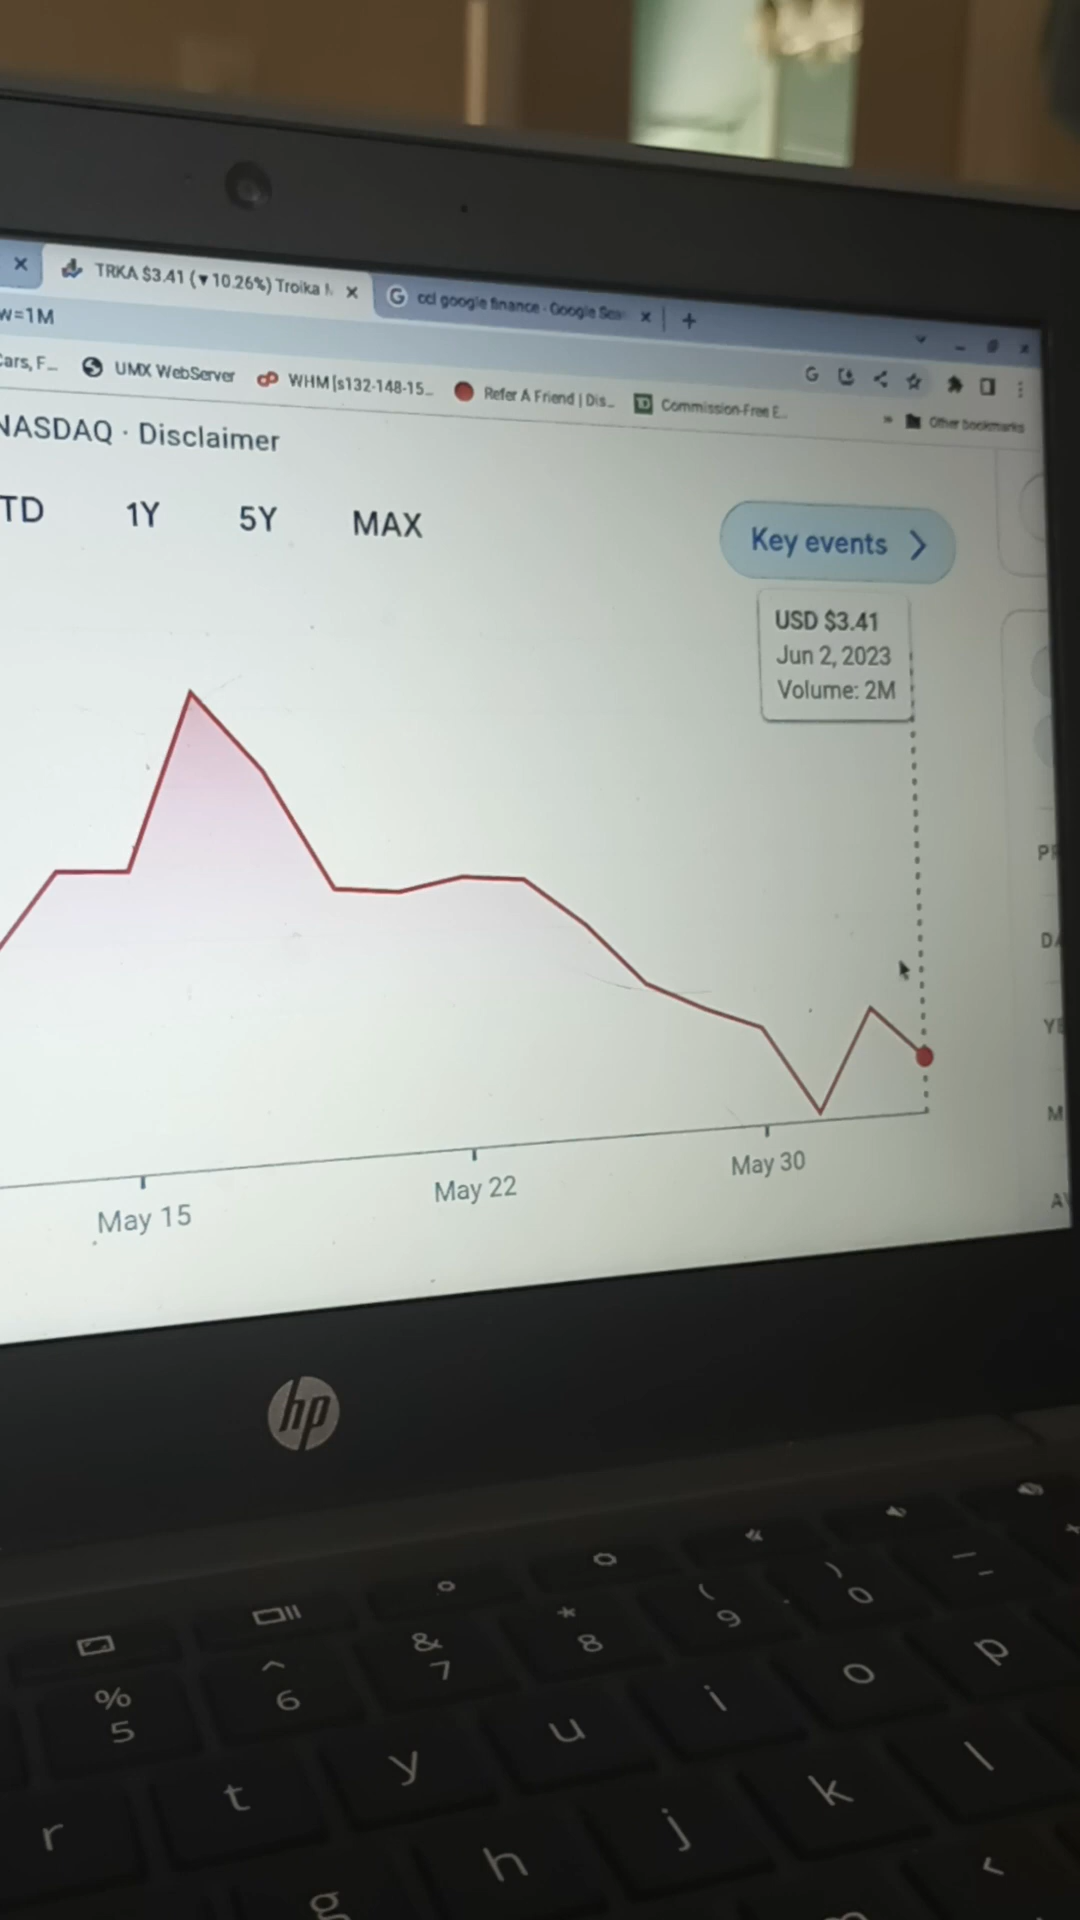 TRKA $3.41 (▼10.26%) Troika
ccl google finance - Google Sea
w=1M
Cars, F...
UMX WebServer
WHM [s132-148-15...
Refer A Friend | Dis...
Commission-Free E...
Other bookmarks
NASDAQ · Disclaimer
TD 1Y 5Y MAX
Key events
USD $3.41
Jun 2, 2023
Volume: 2M
May 15
May 22
May 30
hp
% & * ( )
5 6 7 8 9 0
r t y u i o p
g h j k l